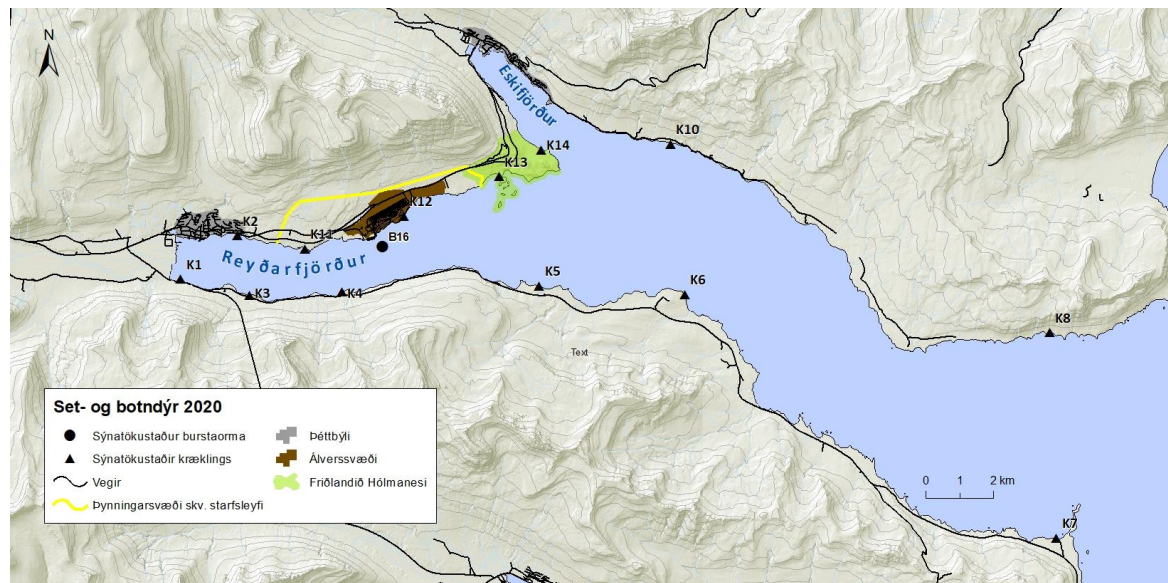 N
Eskifjörður
K10
K14
K13
K12
K2
K11
B16
Reyðarfjörður
K1
K3
K4
K5
K6
K8
Text
Set- og botndýr 2020
Sýnatökustaður burstaorma
Þéttbýli
Sýnatökustaðir kræklings
Álverssvæði
Vegir
Friðlandið Hólmanesi
Þynningarsvæði skv. starfsleyfi
0 1 2 km
K7